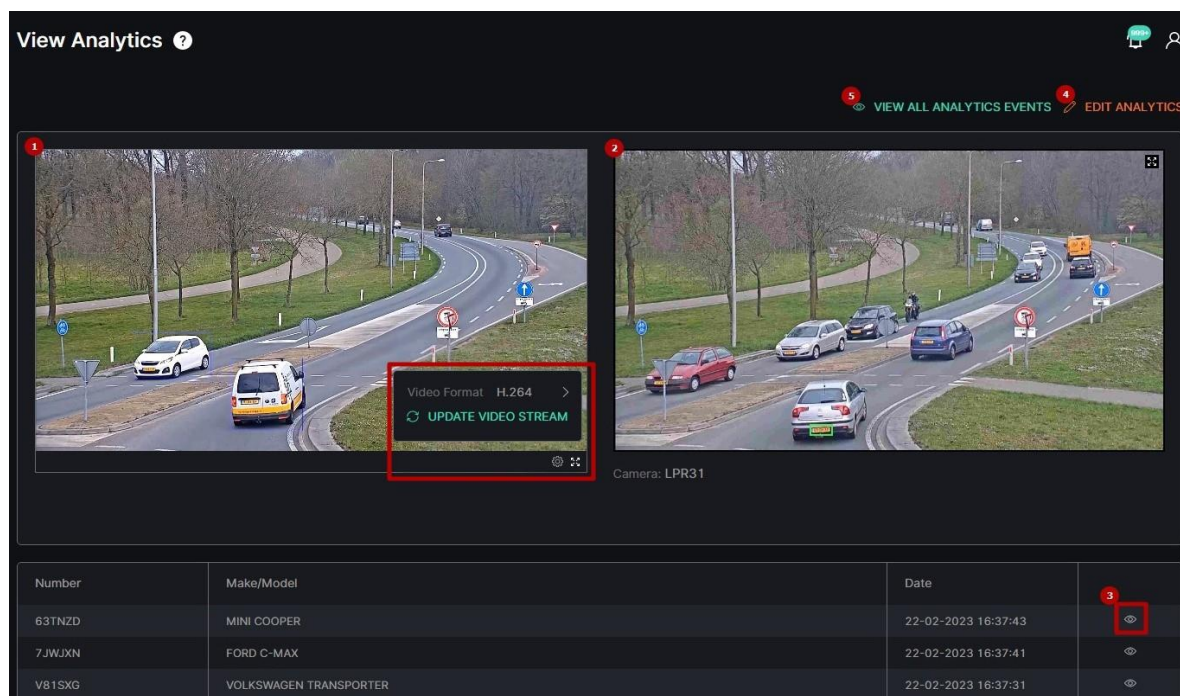 View Analytics ?
999+
5 VIEW ALL ANALYTICS EVENTS 4 EDIT ANALYTICS
1
2
Video Format H.264 >
UPDATE VIDEO STREAM
Camera: LPR31
Number Make/Model Date
3
63TNZD MINI COOPER 22-02-2023 16:37:43
7JWJXN FORD C-MAX 22-02-2023 16:37:41
V81SXG VOLKSWAGEN TRANSPORTER 22-02-2023 16:37:31